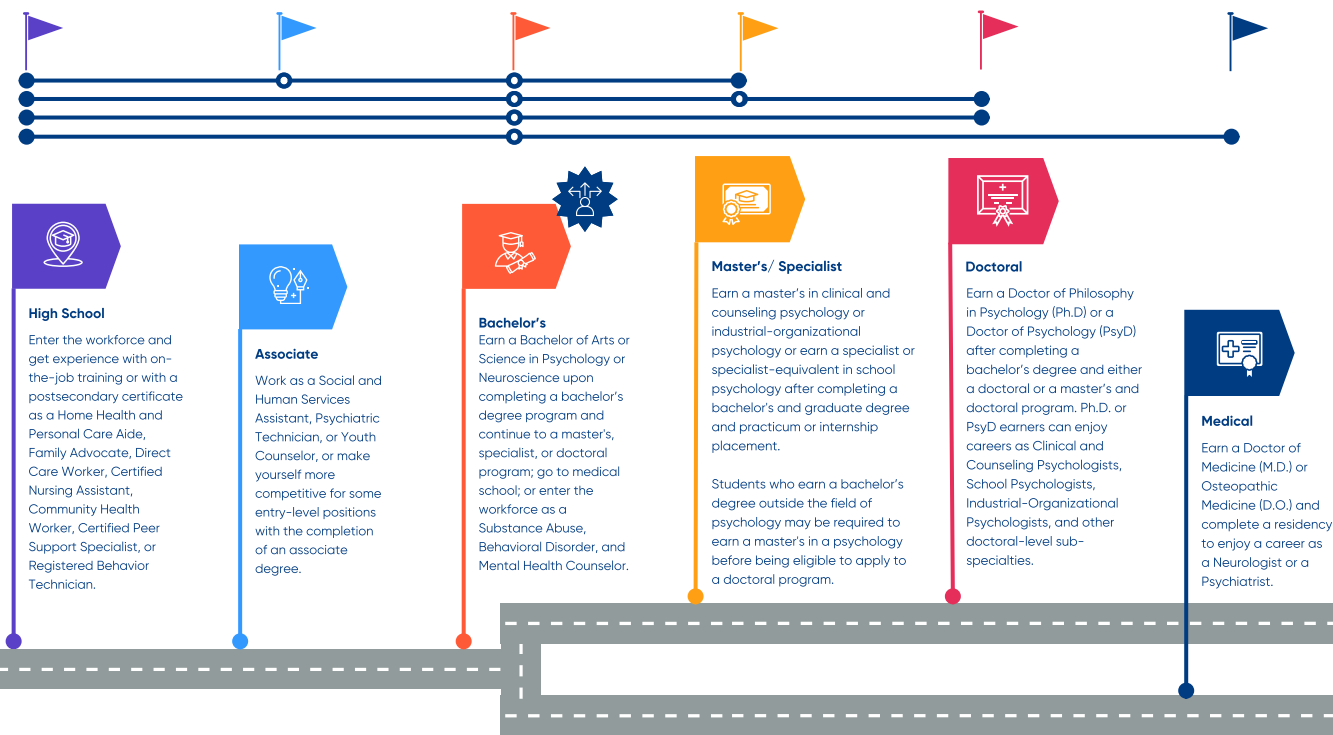 High School
Enter the workforce and
get experience with on-
the-job training or with a
postsecondary certificate
as a Home Health and
Personal Care Aide,
Family Advocate, Direct
Care Worker, Certified
Nursing Assistant,
Community Health
Worker, Certified Peer
Support Specialist, or
Registered Behavior
Technician.
Associate
Work as a Social and
Human Services
Assistant, Psychiatric
Technician, or Youth
Counselor, or make
yourself more
competitive for some
entry-level positions
with the completion
of an associate
degree.
Bachelor's
Earn a Bachelor of Arts or
Science in Psychology or
Neuroscience upon
completing a bachelor's
degree program and
continue to a master's,
specialist, or doctoral
program; go to medical
school; or enter the
workforce as a
Substance Abuse,
Behavioral Disorder, and
Mental Health Counselor.
Master's/ Specialist
Earn a master's in clinical and
counseling psychology or
industrial-organizational
psychology or earn a specialist or
specialist-equivalent in school
psychology after completing a
bachelor's and graduate degree
and practicum or internship
placement.
Students who earn a bachelor's
degree outside the field of
psychology may be required to
earn a master's in a psychology
before being eligible to apply to
a doctoral program.
Doctoral
Earn a Doctor of Philosophy
in Psychology (Ph.D) or a
Doctor of Psychology (PsyD)
after completing a
bachelor's degree and either
a doctoral or a master's and
doctoral program. Ph.D. or
PsyD earners can enjoy
careers as Clinical and
Counseling Psychologists,
School Psychologists,
Industrial-Organizational
Psychologists, and other
doctoral-level sub-
specialties.
Medical
Earn a Doctor of
Medicine (M.D.) or
Osteopathic
Medicine (D.O.) and
complete a residency
to enjoy a career as
a Neurologist or a
Psychiatrist.